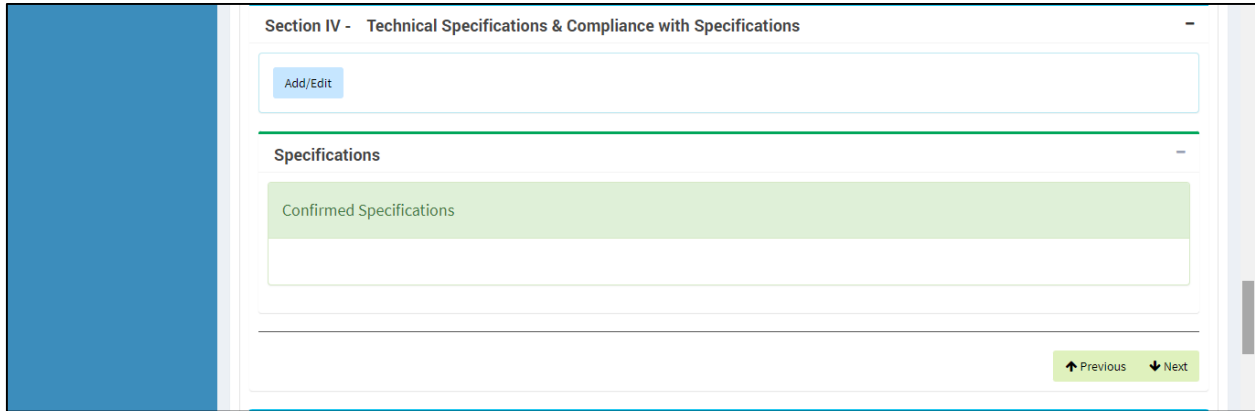 Section IV - Technical Specifications & Compliance with Specifications
Add/Edit
Specifications
Confirmed Specifications
Previous Next